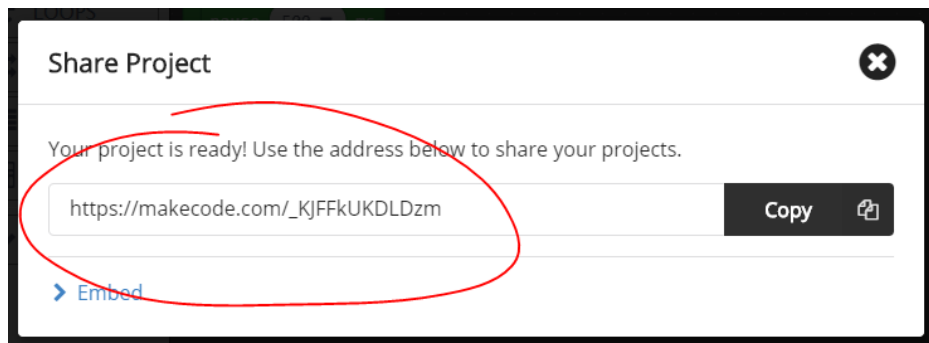 LOOPS
Share Project
Your project is ready! Use the address below to share your projects.
https://makecode.com/_KJFFkUKDLDzm
Copy
Embed